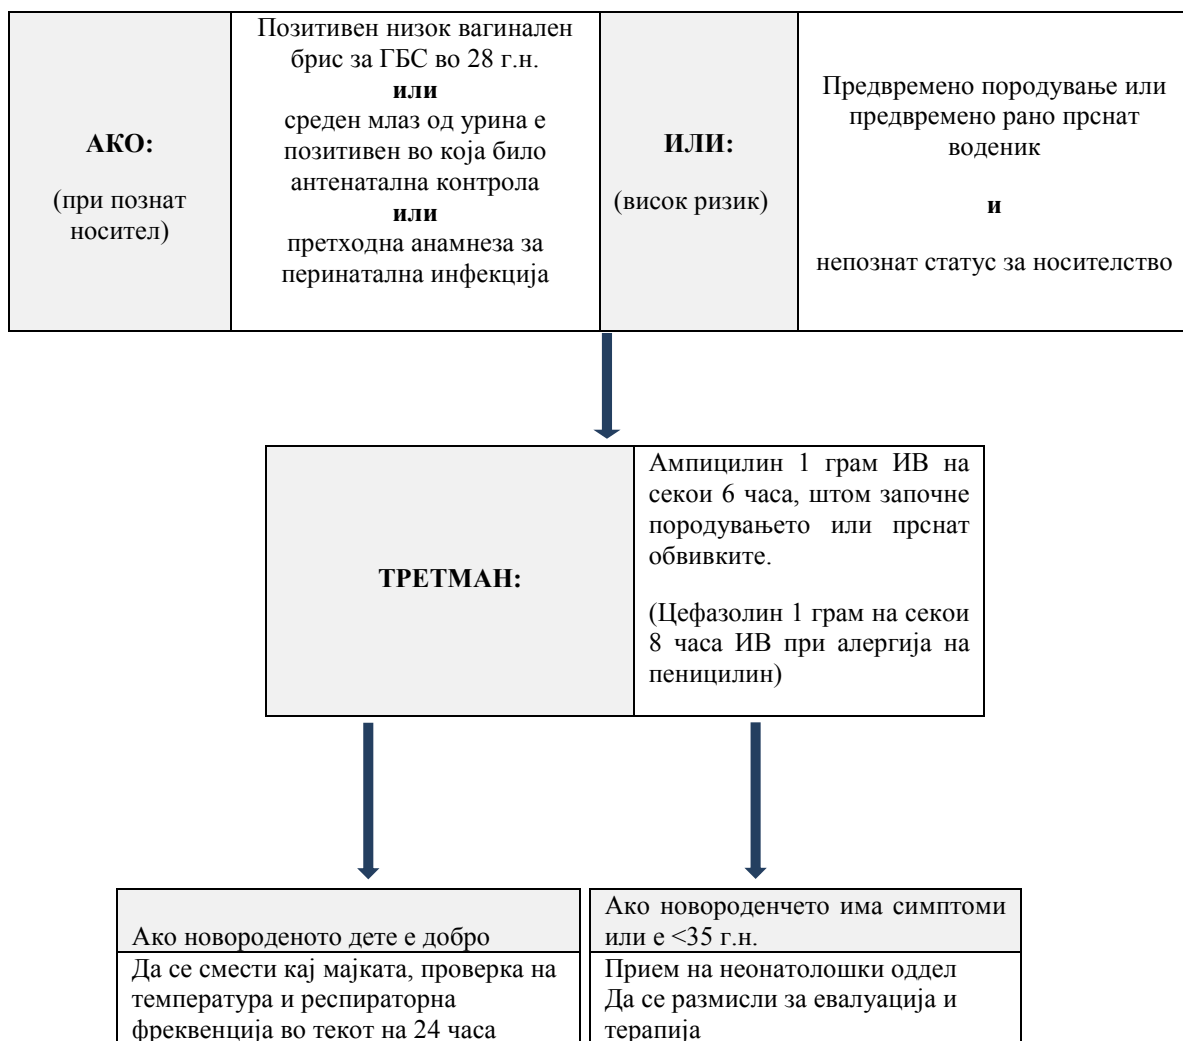 АКО:
(при познат
носител)
Позитивен низок вагинален
брис за ГБС во 28 г.н.
или
среден млаз од урина е
позитивен во која било
антенатална контрола
или
претходна анамнеза за
перинатална инфекција
ИЛИ:
(висок ризик)
Предвремено породување или
предвремено рано прснат
воденик
и
непознат статус за носителство
ТРЕТМАН:
Ампицилин 1 грам ИВ на
секои 6 часа, штом започне
породувањето или прснат
обвивките.
(Цефазолин 1 грам на секои
8 часа ИВ при алергија на
пеницилин)
Ако новороденото дете е добро
Да се смести кај мајката, проверка на
температура и респираторна
фреквенција во текот на 24 часа
Ако новороденчето има симптоми
или е <35 г.н.
Прием на неонатолошки оддел
Да се размисли за евалуација и
терапија